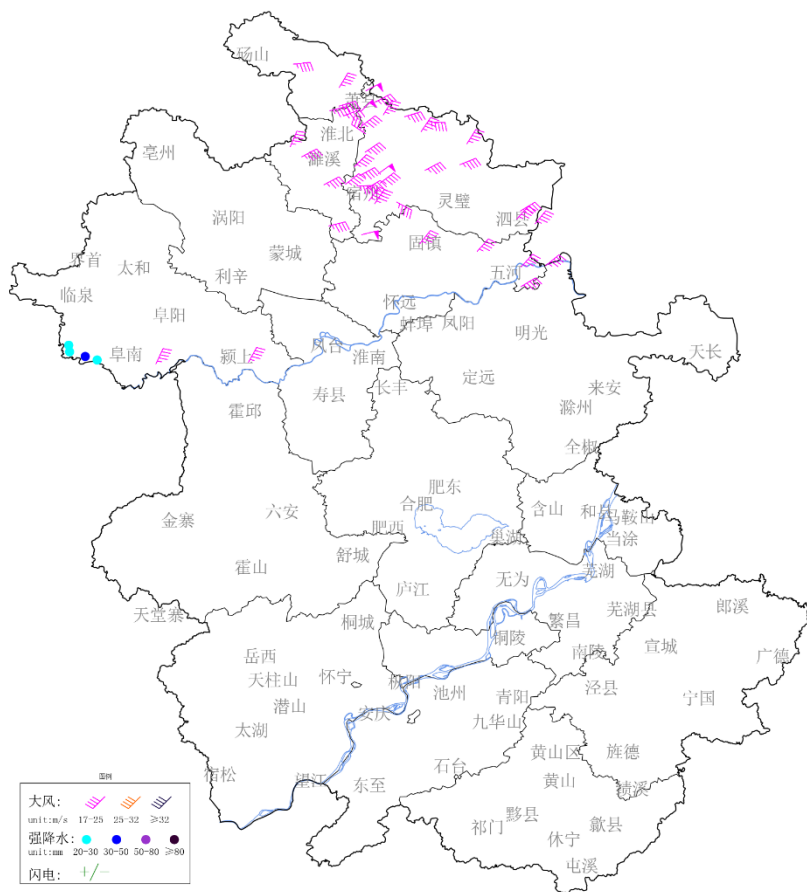 砀山
萧县
淮北
濉溪
亳州
宿州
灵璧
泗县
涡阳
固镇
蒙城
界首
太和
利辛
五河
临泉
怀远
阜阳
蚌埠
凤阳
明光
凤台
天长
阜南
颍上
淮南
定远
来安
寿县
长丰
霍邱
滁州
全椒
肥东
合肥
含山
和县
金寨
六安
马鞍山
肥西
巢湖
当涂
舒城
霍山
无为
芜湖
庐江
天堂寨
桐城
繁昌
芜湖县
郎溪
铜陵
宣城
岳西
南陵
广德
天柱山
怀宁
枞阳
泾县
潜山
池州
青阳
宁国
安庆
九华山
太湖
黄山区
旌德
石台
宿松
望江
东至
黄山
绩溪
黟县
祁门
歙县
休宁
屯溪
图例
大风:
unit:m/s 17-25 25-32 ≥32
强降水:
unit:mm 20-30 30-50 50-80 ≥80
闪电: +/-